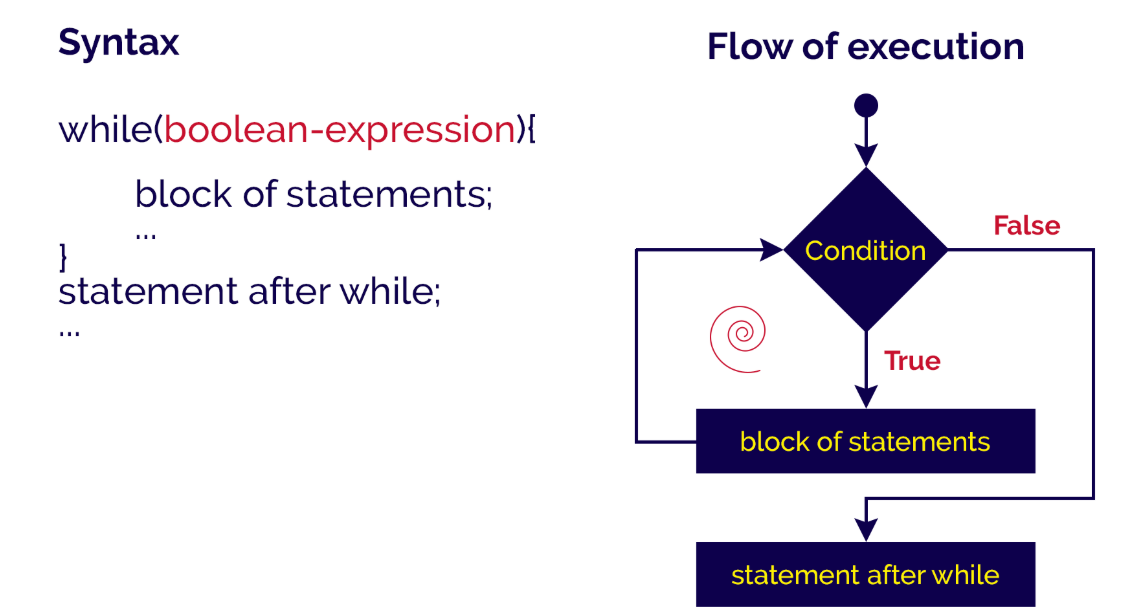 Syntax
while(boolean-expression){
block of statements;
...
}
statement after while;
...
Flow of execution
Condition
False
True
block of statements
statement after while